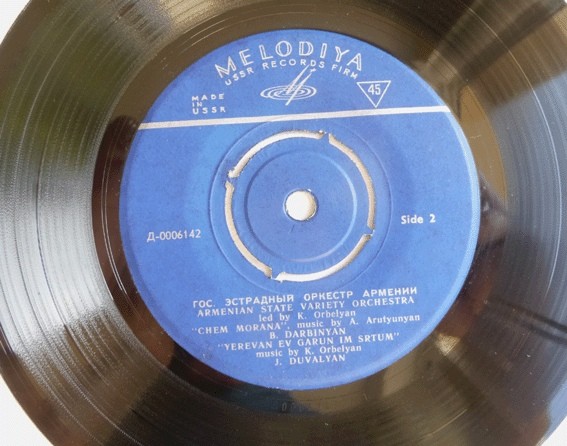 MELODIYA
USSR RECORDS FIRM
MADE
IN
USSR
45
Д-0006142
Side 2
ГОС. ЭСТРАДНЫЙ ОРКЕСТР АРМЕНИИ
ARMENIAN STATE VARIETY ORCHESTRA
led by K. Orbelyan
"CHEM MORANA", music by A. Arutyunyan
B. DARBINYAN
"YEREVAN EV GARUN IM SRTUM"
music by K. Orbelyan
J. DUVALYAN